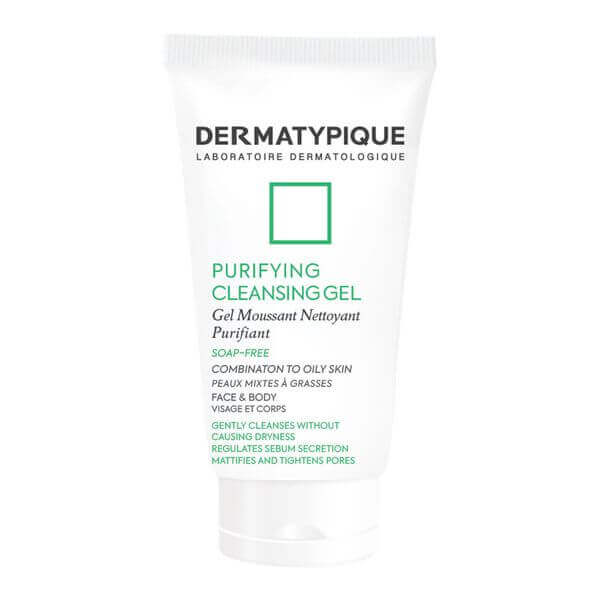 DERMATYPIQUE
LABORATOIRE DERMATOLOGIQUE
PURIFYING
CLEANSING GEL
Gel Moussant Nettoyant
Purifiant
SOAP-FREE
COMBINATON TO OILY SKIN
PEAUX MIXTES À GRASSES
FACE & BODY
VISAGE ET CORPS
GENTLY CLEANSES WITHOUT
CAUSING DRYNESS
REGULATES SEBUM SECRETION
MATTIFIES AND TIGHTENS PORES